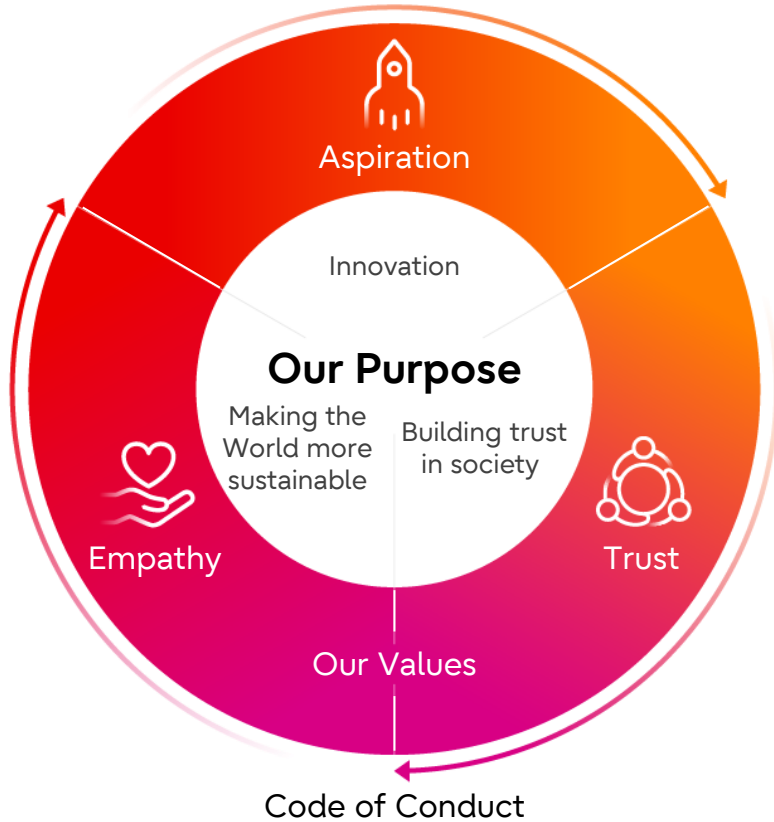 Aspiration
Innovation
Our Purpose
Making the
World more
sustainable
Building trust
in society
Empathy
Trust
Our Values
Code of Conduct